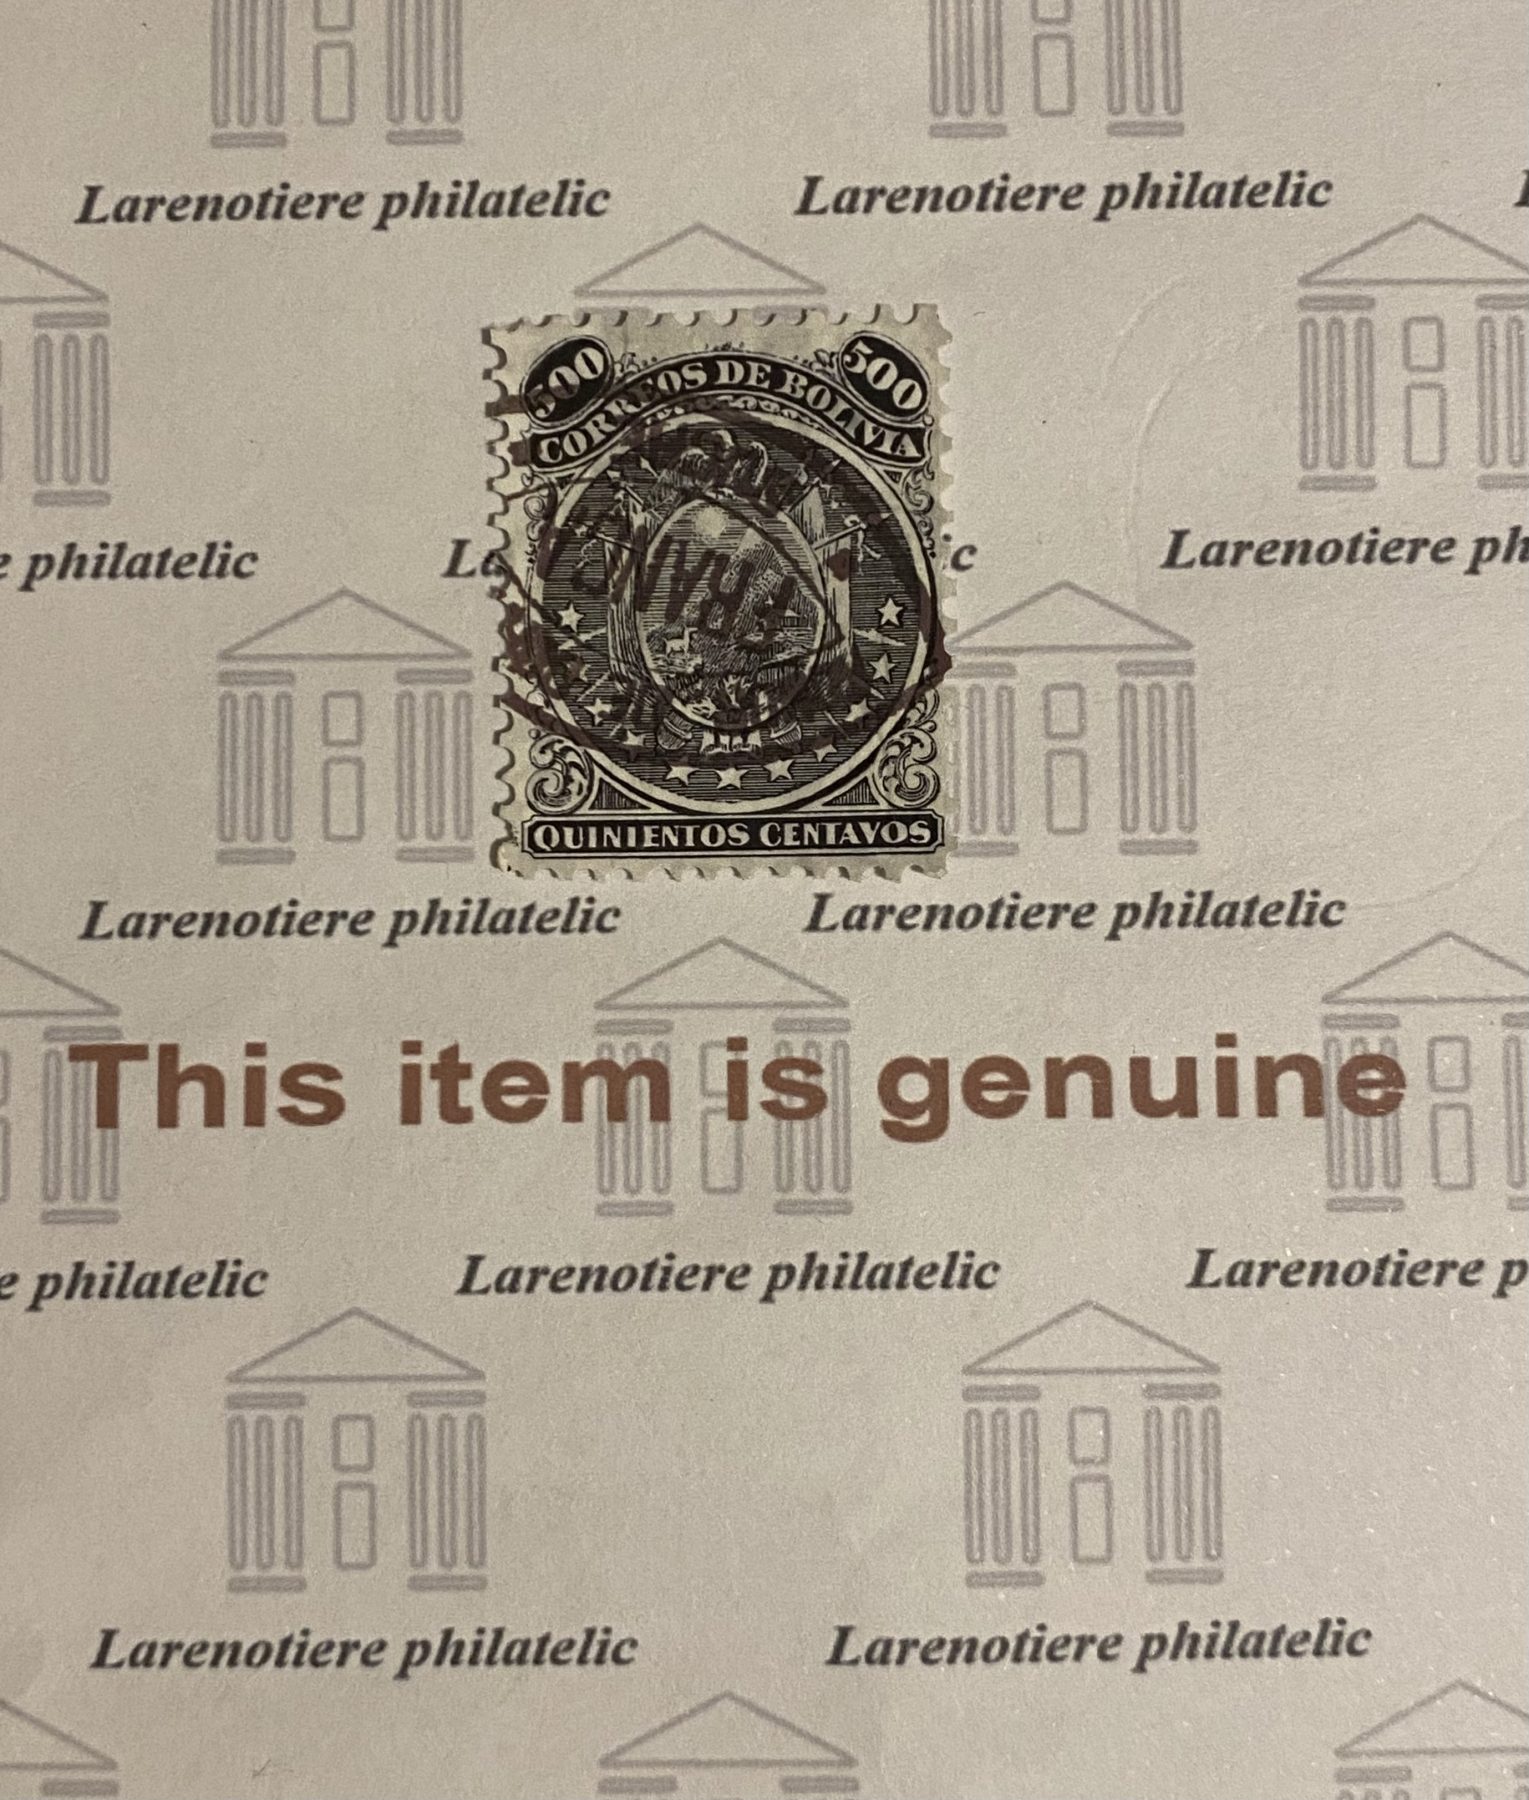 Larenotiere philatelic Larenotiere philatelic
500 500
CORREOS DE BOLIVIA
FRANCA
philatelic Larenotiere ph
QUINIENTOS CENTAVOS
Larenotiere philatelic Larenotiere philatelic
This item is genuine
e philatelic Larenotiere philatelic Larenotiere p
Larenotiere philatelic Larenotiere philatelic